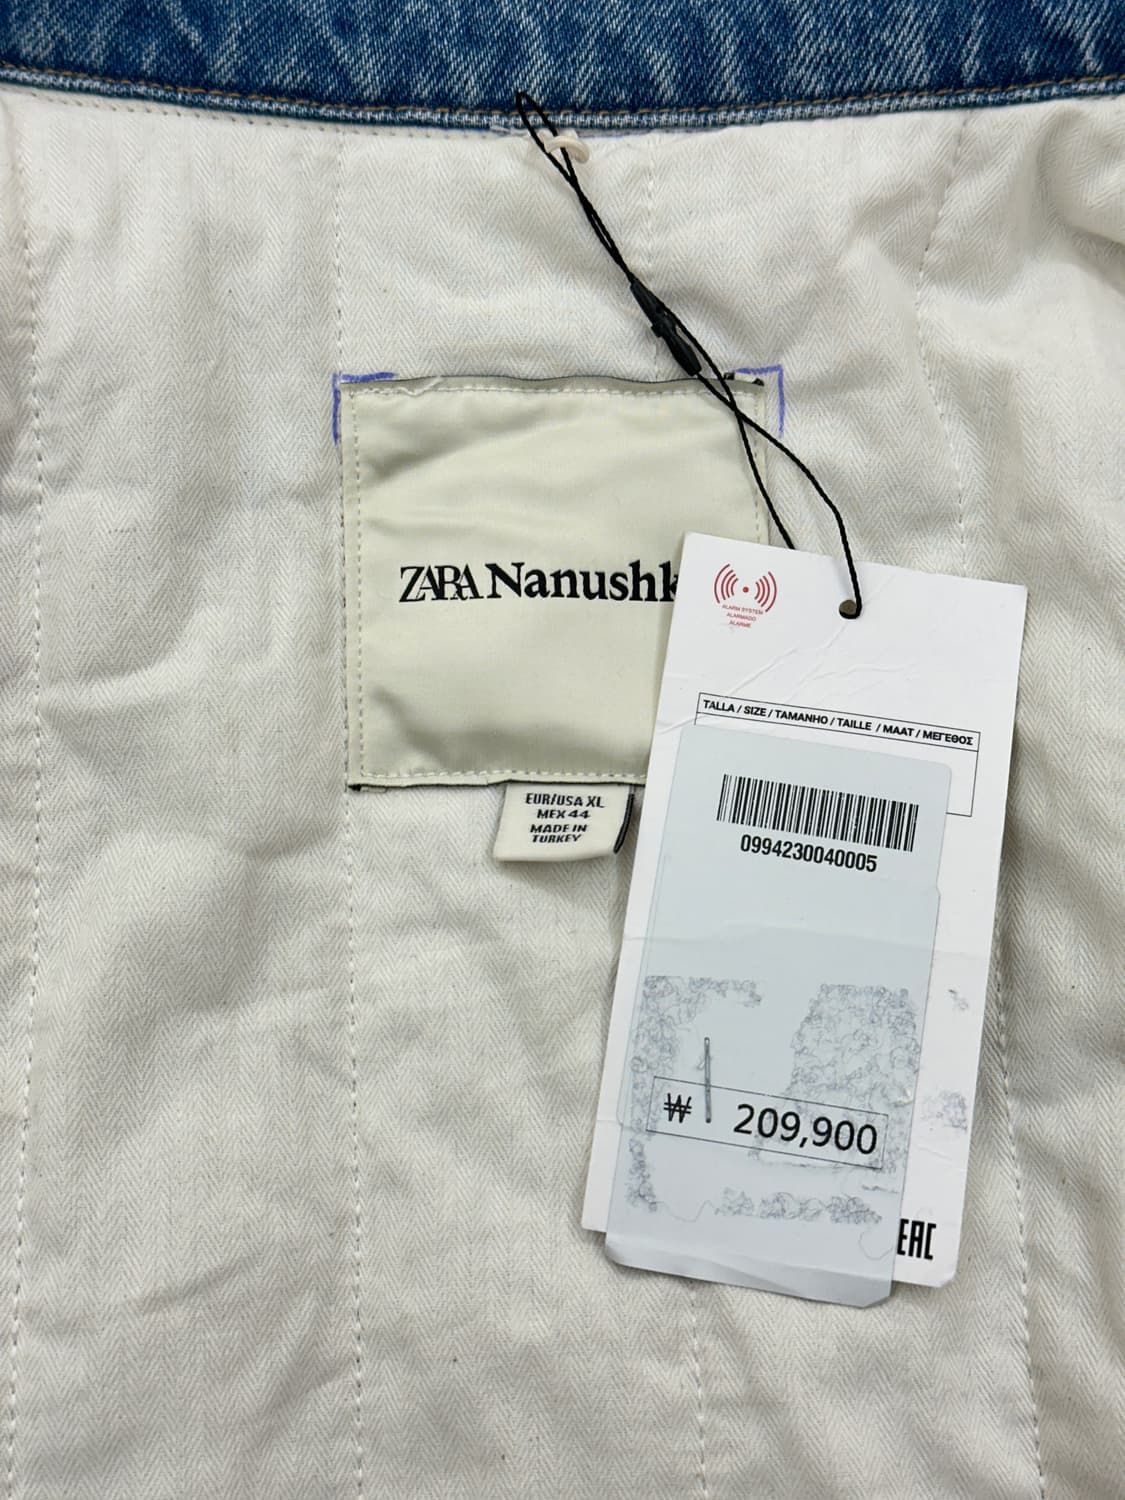 ZARA Nanushk
EUR/USA XL
MEX 44
MADE IN
TURKEY
ALARM SYSTEM
ALARMADO
ALARME
TALLA / SIZE / TAMANHO / TAILLE / MAAT / ΜΕΓΕΘΟΣ
0994230040005
₩ 209,900
EAC